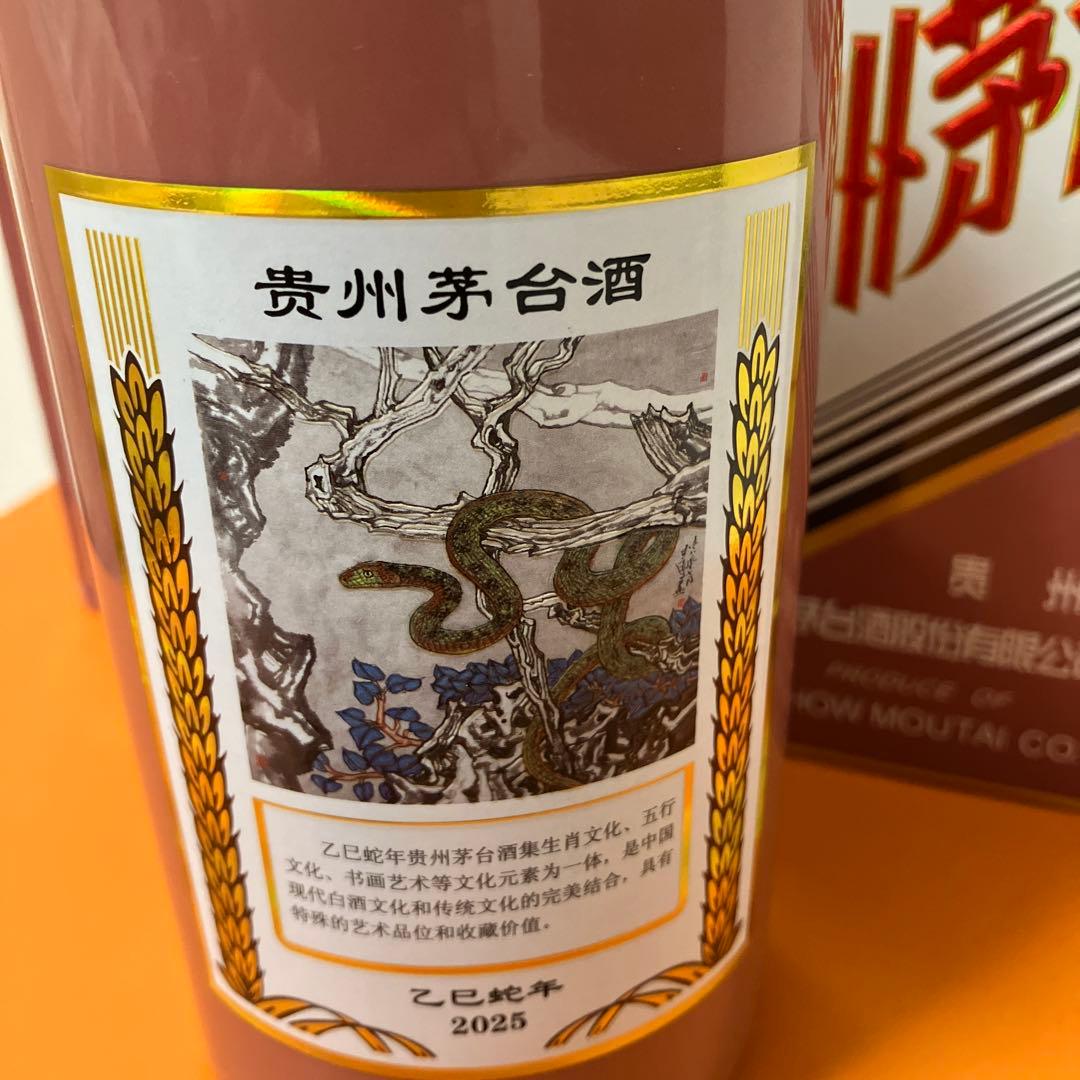 贵州茅台酒
乙巳蛇年贵州茅台酒集生肖文化、五行
文化、书画艺术等文化元素为一体，是中国
现代白酒文化和传统文化的完美结合，具有
特殊的艺术品位和收藏价值。
乙巳蛇年
2025
州茅
贵 州
茅台酒股份有限公
PRODUCE OF
HOW MOUTAI CO.